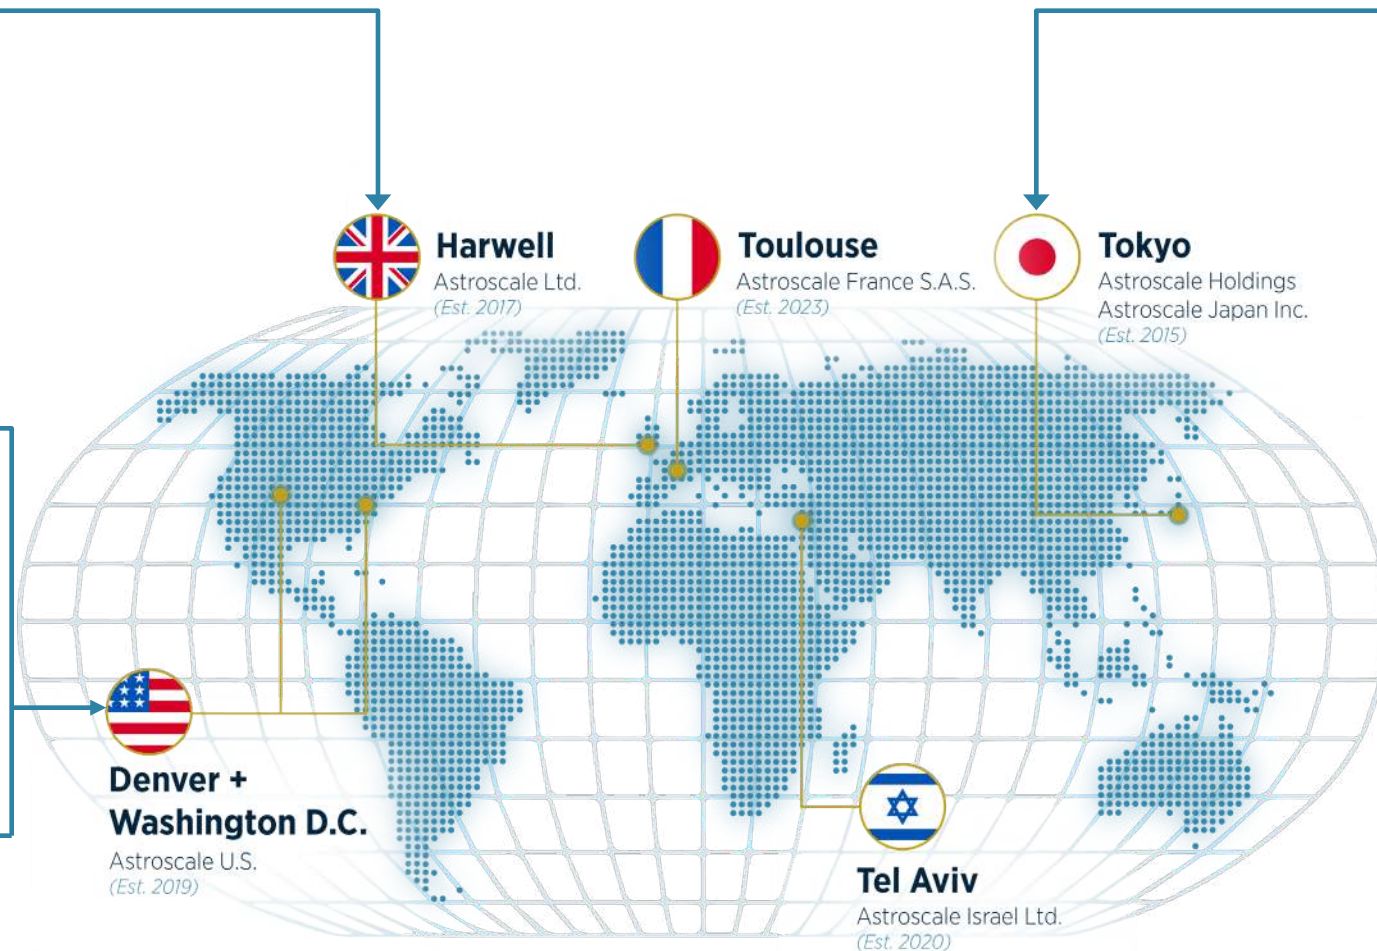 Harwell
Astroscale Ltd.
(Est. 2017)
Toulouse
Astroscale France S.A.S.
(Est. 2023)
Tokyo
Astroscale Holdings
Astroscale Japan Inc.
(Est. 2015)
Denver +
Washington D.C.
Astroscale U.S.
(Est. 2019)
Tel Aviv
Astroscale Israel Ltd.
(Est. 2020)